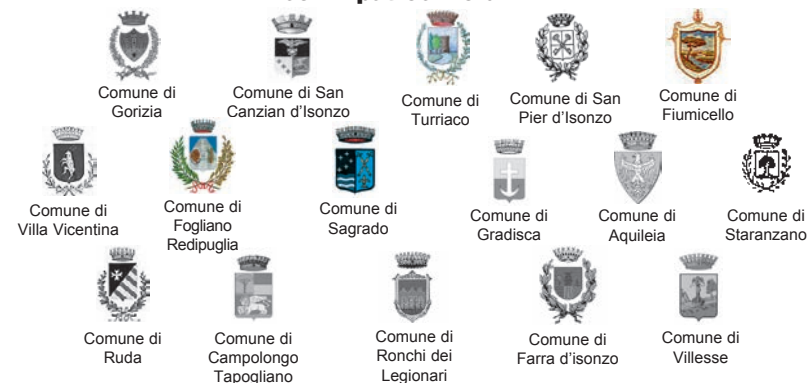 Comune di
Gorizia
Comune di San
Canzian d'Isonzo
Comune di
Turriaco
Comune di San
Pier d'Isonzo
Comune di
Fiumicello
Comune di
Villa Vicentina
Comune di
Fogliano
Redipuglia
Comune di
Sagrado
Comune di
Gradisca
Comune di
Aquileia
Comune di
Staranzano
Comune di
Ruda
Comune di
Campolongo
Tapogliano
Comune di
Ronchi dei
Legionari
Comune di
Farra d'isonzo
Comune di
Villesse